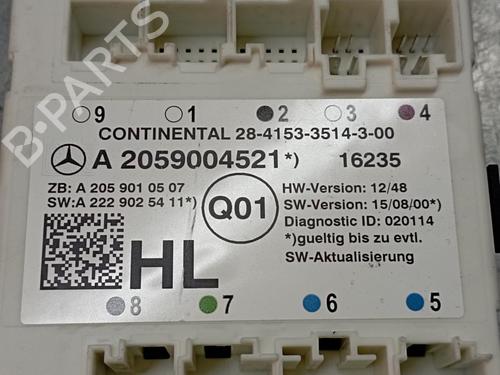 B-PARTS
9 1 2 3 4
CONTINENTAL 28-4153-3514-3-00
A 2059004521*) 16235
ZB: A 205 901 05 07
SW:A 222 902 54 11*)
Q01
HW-Version: 12/48
SW-Version: 15/08/00*)
Diagnostic ID: 020114
*)gueltig bis zu evtl.
SW-Aktualisierung
HL
8 7 6 5